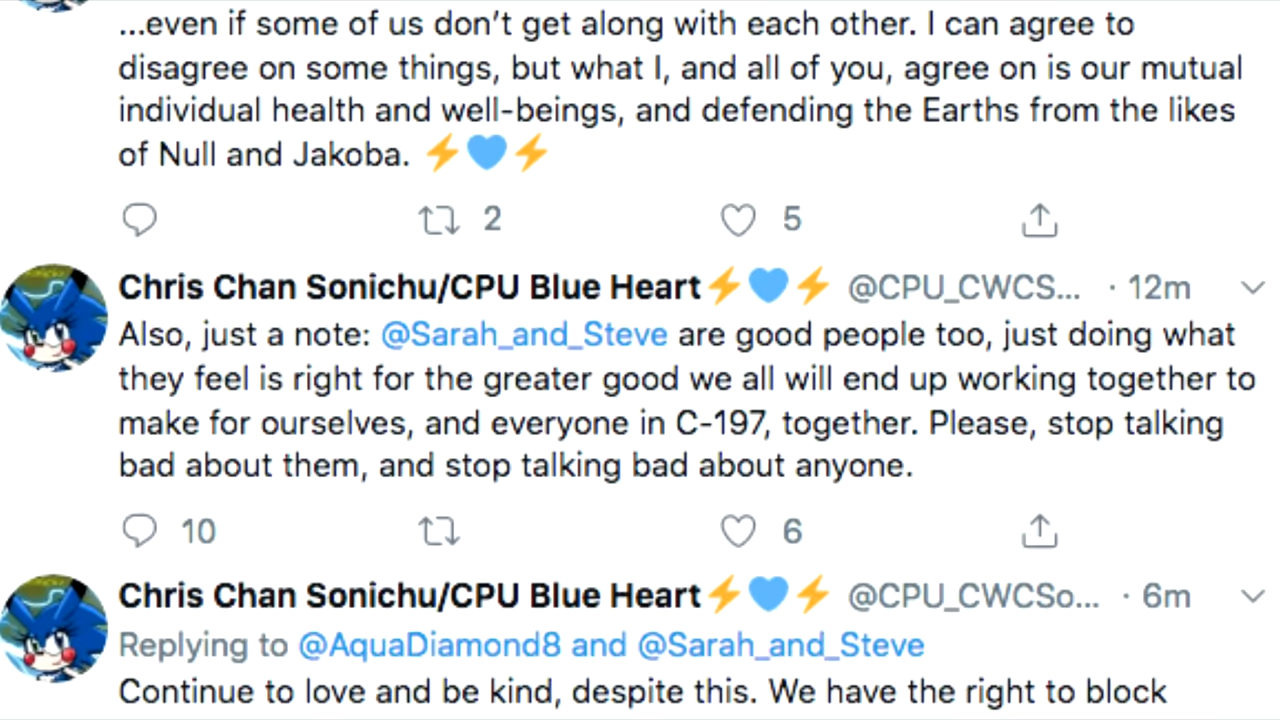 ...even if some of us don’t get along with each other. I can agree to
disagree on some things, but what I, and all of you, agree on is our mutual
individual health and well-beings, and defending the Earths from the likes
of Null and Jakoba. ⚡💙⚡
2 5
Chris Chan Sonichu/CPU Blue Heart⚡💙⚡ @CPU_CWCS... · 12m
Also, just a note: @Sarah_and_Steve are good people too, just doing what
they feel is right for the greater good we all will end up working together to
make for ourselves, and everyone in C-197, together. Please, stop talking
bad about them, and stop talking bad about anyone.
10 6
Chris Chan Sonichu/CPU Blue Heart⚡💙⚡ @CPU_CWCSo... · 6m
Replying to @AquaDiamond8 and @Sarah_and_Steve
Continue to love and be kind, despite this. We have the right to block